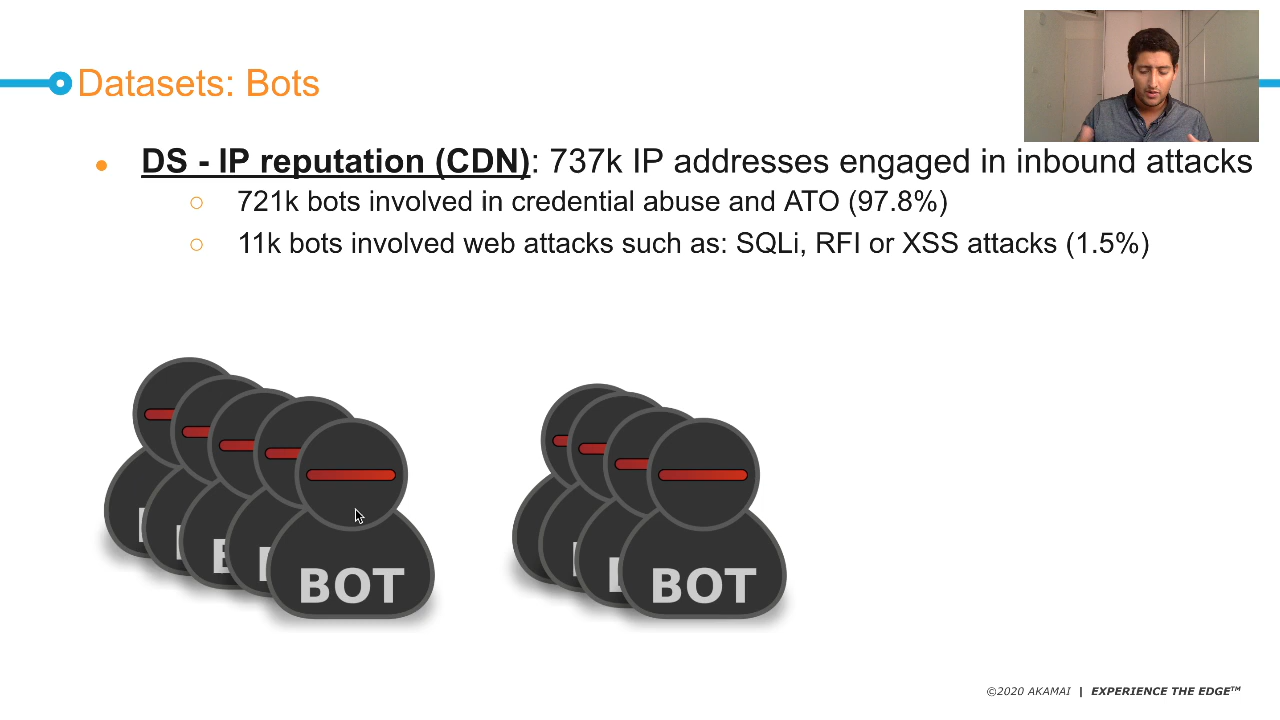 Datasets: Bots
DS - IP reputation (CDN): 737k IP addresses engaged in inbound attacks
721k bots involved in credential abuse and ATO (97.8%)
11k bots involved web attacks such as: SQLi, RFI or XSS attacks (1.5%)
BOT
BOT
©2020 AKAMAI | EXPERIENCE THE EDGE™